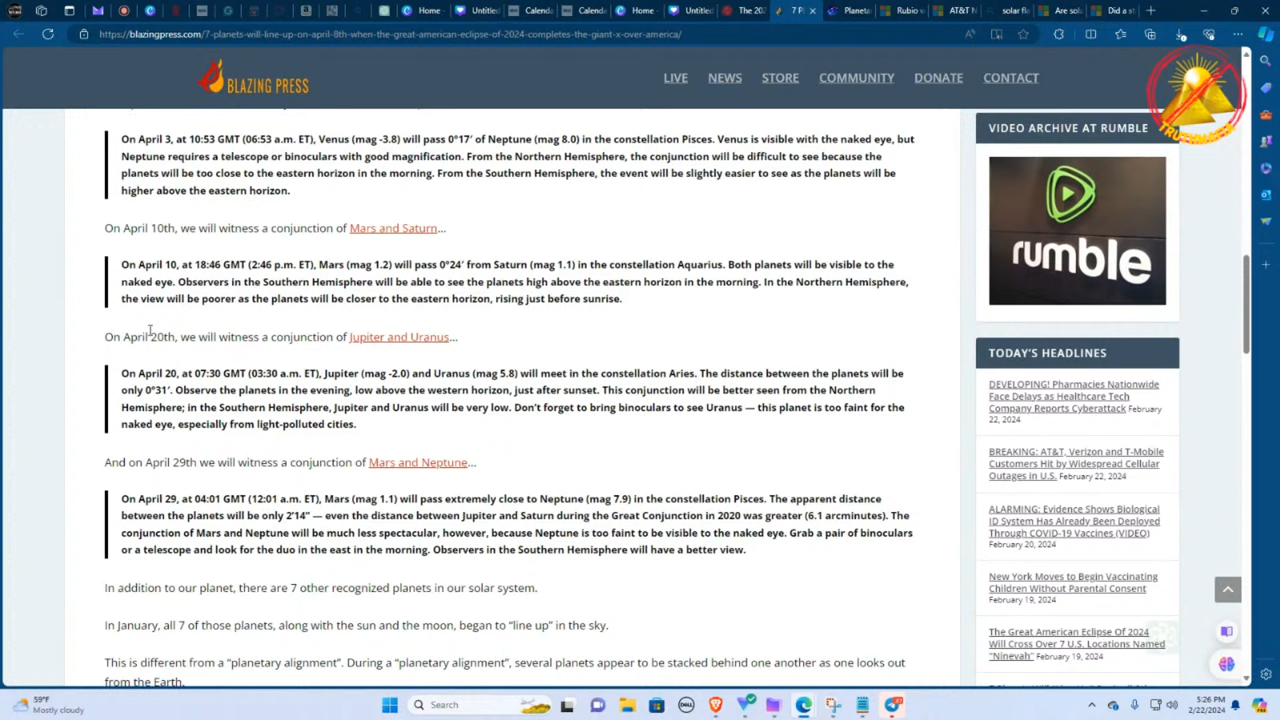 Home
Untitled
Calenda
Calenda
Home -
Untitled
The 202
7 Pl
Planeta
Rubio w
AT&T N
solar fl
Are sol
Did a s
https://blazingpress.com/7-planets-will-line-up-on-april-8th-when-the-great-american-eclipse-of-2024-completes-the-giant-x-over-america/
BLAZING PRESS
LIVE NEWS STORE COMMUNITY DONATE CONTACT
On April 3, at 10:53 GMT (06:53 a.m. ET), Venus (mag -3.8) will pass 0°17′ of Neptune (mag 8.0) in the constellation Pisces. Venus is visible with the naked eye, but
Neptune requires a telescope or binoculars with good magnification. From the Northern Hemisphere, the conjunction will be difficult to see because the
planets will be too close to the eastern horizon in the morning. From the Southern Hemisphere, the event will be slightly easier to see as the planets will be
higher above the eastern horizon.
On April 10th, we will witness a conjunction of Mars and Saturn…
On April 10, at 18:46 GMT (2:46 p.m. ET), Mars (mag 1.2) will pass 0°24′ from Saturn (mag 1.1) in the constellation Aquarius. Both planets will be visible to the
naked eye. Observers in the Southern Hemisphere will be able to see the planets high above the eastern horizon in the morning. In the Northern Hemisphere,
the view will be poorer as the planets will be closer to the eastern horizon, rising just before sunrise.
On April 20th, we will witness a conjunction of Jupiter and Uranus…
On April 20, at 07:30 GMT (03:30 a.m. ET), Jupiter (mag -2.0) and Uranus (mag 5.8) will meet in the constellation Aries. The distance between the planets will be
only 0°31′. Observe the planets in the evening, low above the western horizon, just after sunset. This conjunction will be better seen from the Northern
Hemisphere; in the Southern Hemisphere, Jupiter and Uranus will be very low. Don't forget to bring binoculars to see Uranus — this planet is too faint for the
naked eye, especially from light-polluted cities.
And on April 29th we will witness a conjunction of Mars and Neptune…
On April 29, at 04:01 GMT (12:01 a.m. ET), Mars (mag 1.1) will pass extremely close to Neptune (mag 7.9) in the constellation Pisces. The apparent distance
between the planets will be only 2'14" — even the distance between Jupiter and Saturn during the Great Conjunction in 2020 was greater (6.1 arcminutes). The
conjunction of Mars and Neptune will be much less spectacular, however, because Neptune is too faint to be visible to the naked eye. Grab a pair of binoculars
or a telescope and look for the duo in the east in the morning. Observers in the Southern Hemisphere will have a better view.
In addition to our planet, there are 7 other recognized planets in our solar system.
In January, all 7 of those planets, along with the sun and the moon, began to "line up" in the sky.
This is different from a "planetary alignment". During a "planetary alignment", several planets appear to be stacked behind one another as one looks out
from the Earth.
VIDEO ARCHIVE AT RUMBLE
rumble
TODAY'S HEADLINES
DEVELOPING! Pharmacies Nationwide
Face Delays as Healthcare Tech
Company Reports Cyberattack February
22, 2024
BREAKING: AT&T, Verizon and T-Mobile
Customers Hit by Widespread Cellular
Outages in U.S. February 22, 2024
ALARMING: Evidence Shows Biological
ID System Has Already Been Deployed
Through COVID-19 Vaccines (VIDEO)
February 20, 2024
New York Moves to Begin Vaccinating
Children Without Parental Consent
February 19, 2024
The Great American Eclipse Of 2024
Will Cross Over 7 U.S. Locations Named
"Ninevah" February 19, 2024
59°F
Mostly cloudy
Search
5:26 PM
2/22/2024